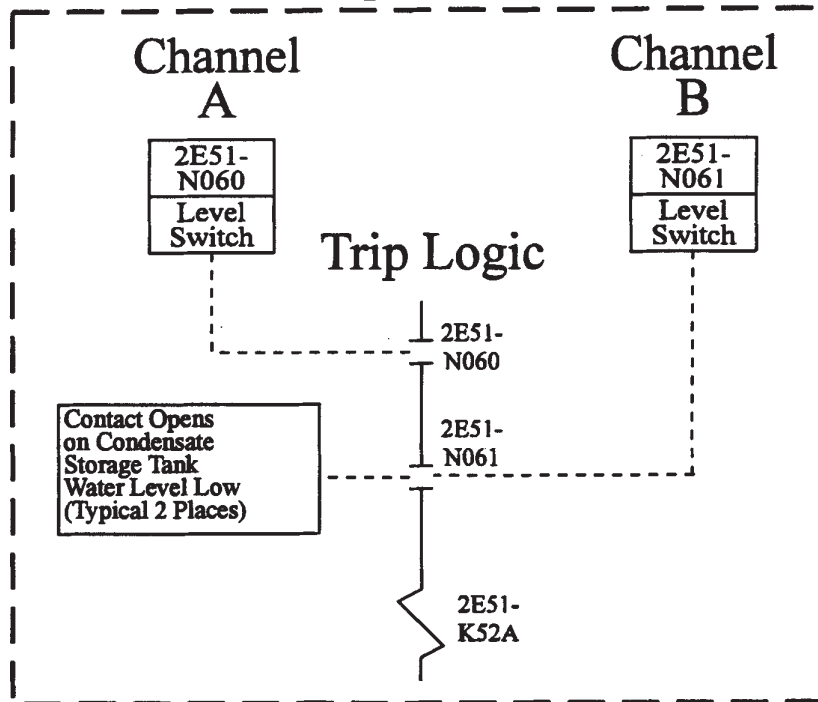 Channel
A
Channel
B
2E51-
N060
Level
Switch
2E51-
N061
Level
Switch
Trip Logic
2E51-
N060
2E51-
N061
Contact Opens
on Condensate
Storage Tank
Water Level Low
(Typical 2 Places)
2E51-
K52A